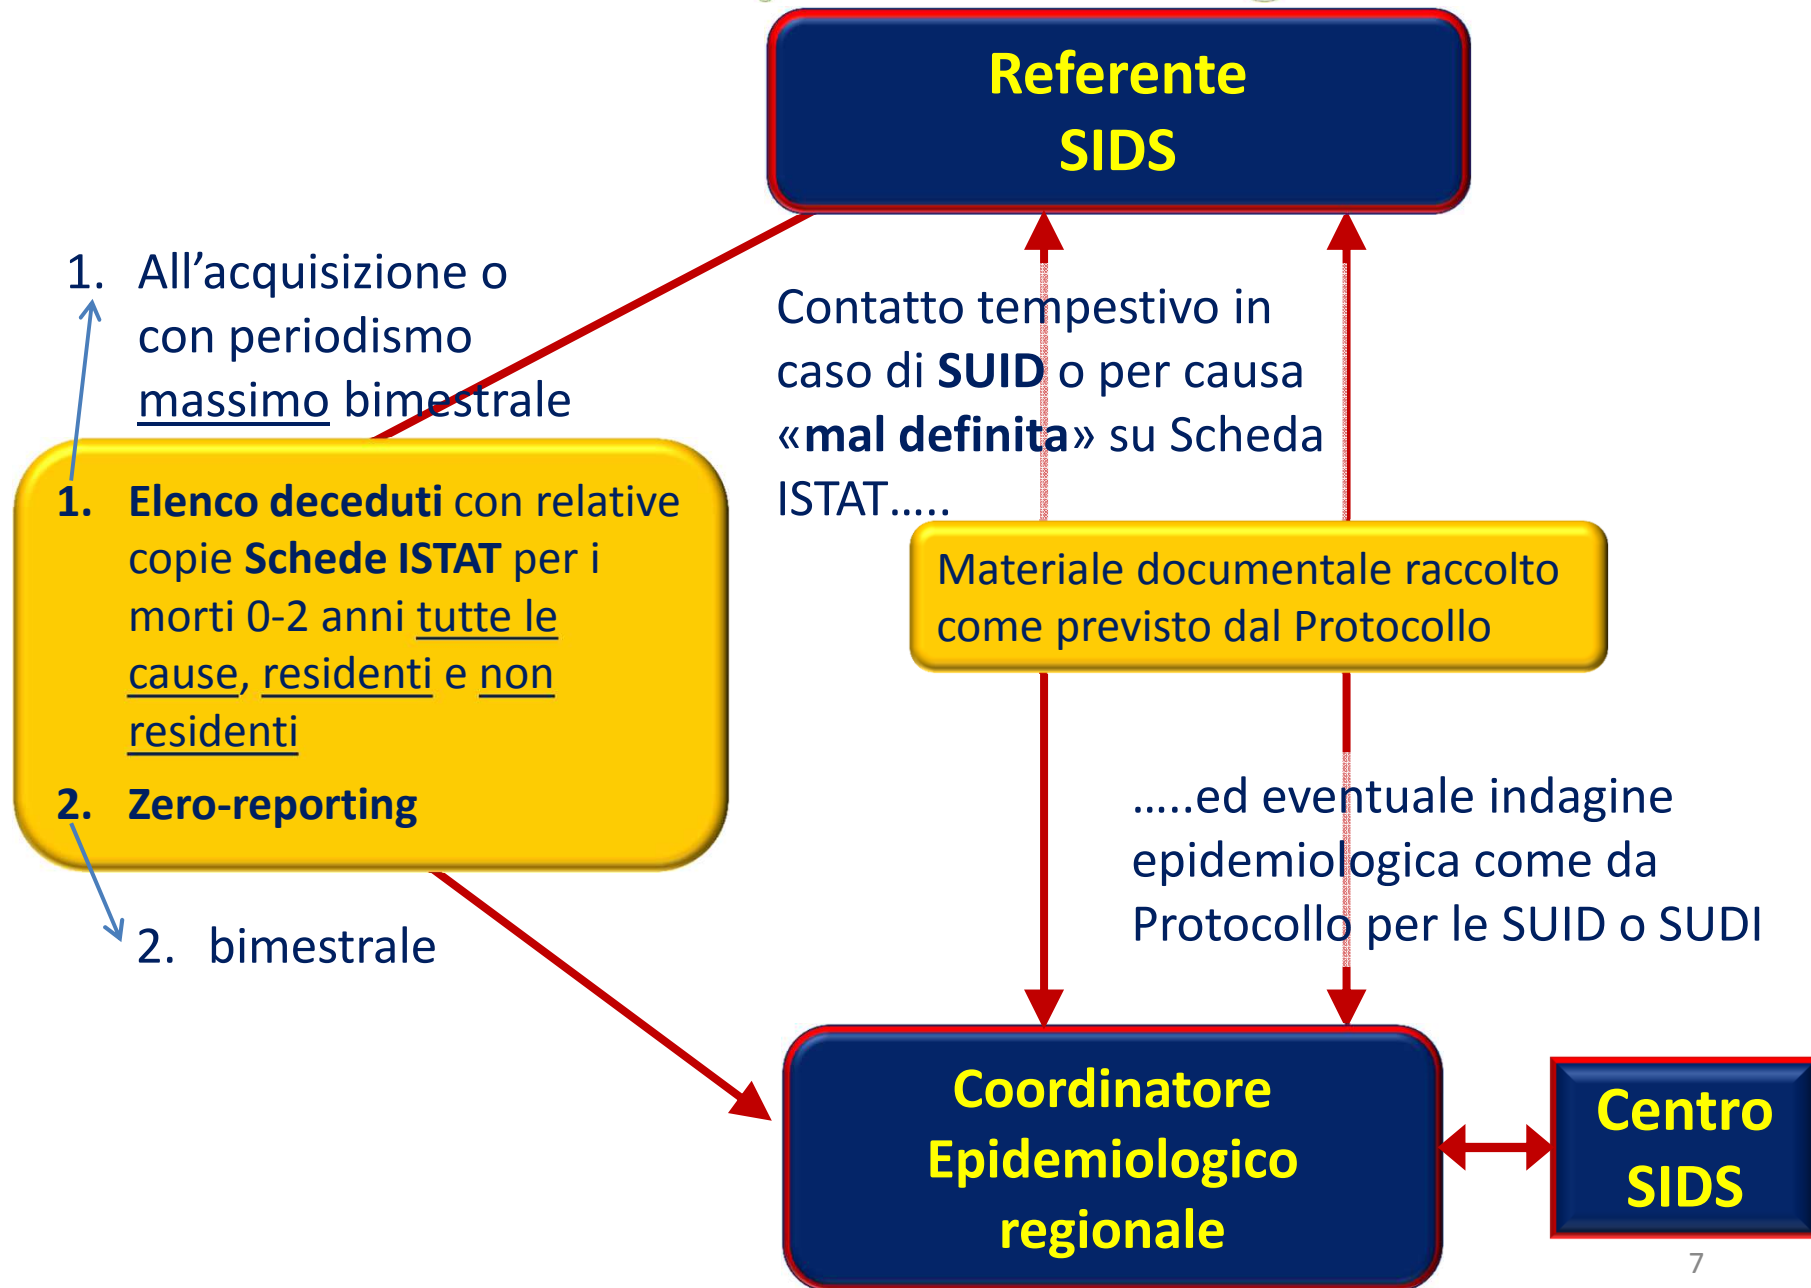 Referente
SIDS
1. All’acquisizione o
con periodismo
massimo bimestrale
Contatto tempestivo in
caso di SUID o per causa
«mal definita» su Scheda
ISTAT.....
1. Elenco deceduti con relative
copie Schede ISTAT per i
morti 0-2 anni tutte le
cause, residenti e non
residenti
2. Zero-reporting
Materiale documentale raccolto
come previsto dal Protocollo
.....ed eventuale indagine
epidemiologica come da
Protocollo per le SUID o SUDI
2. bimestrale
Coordinatore
Epidemiologico
regionale
Centro
SIDS
7